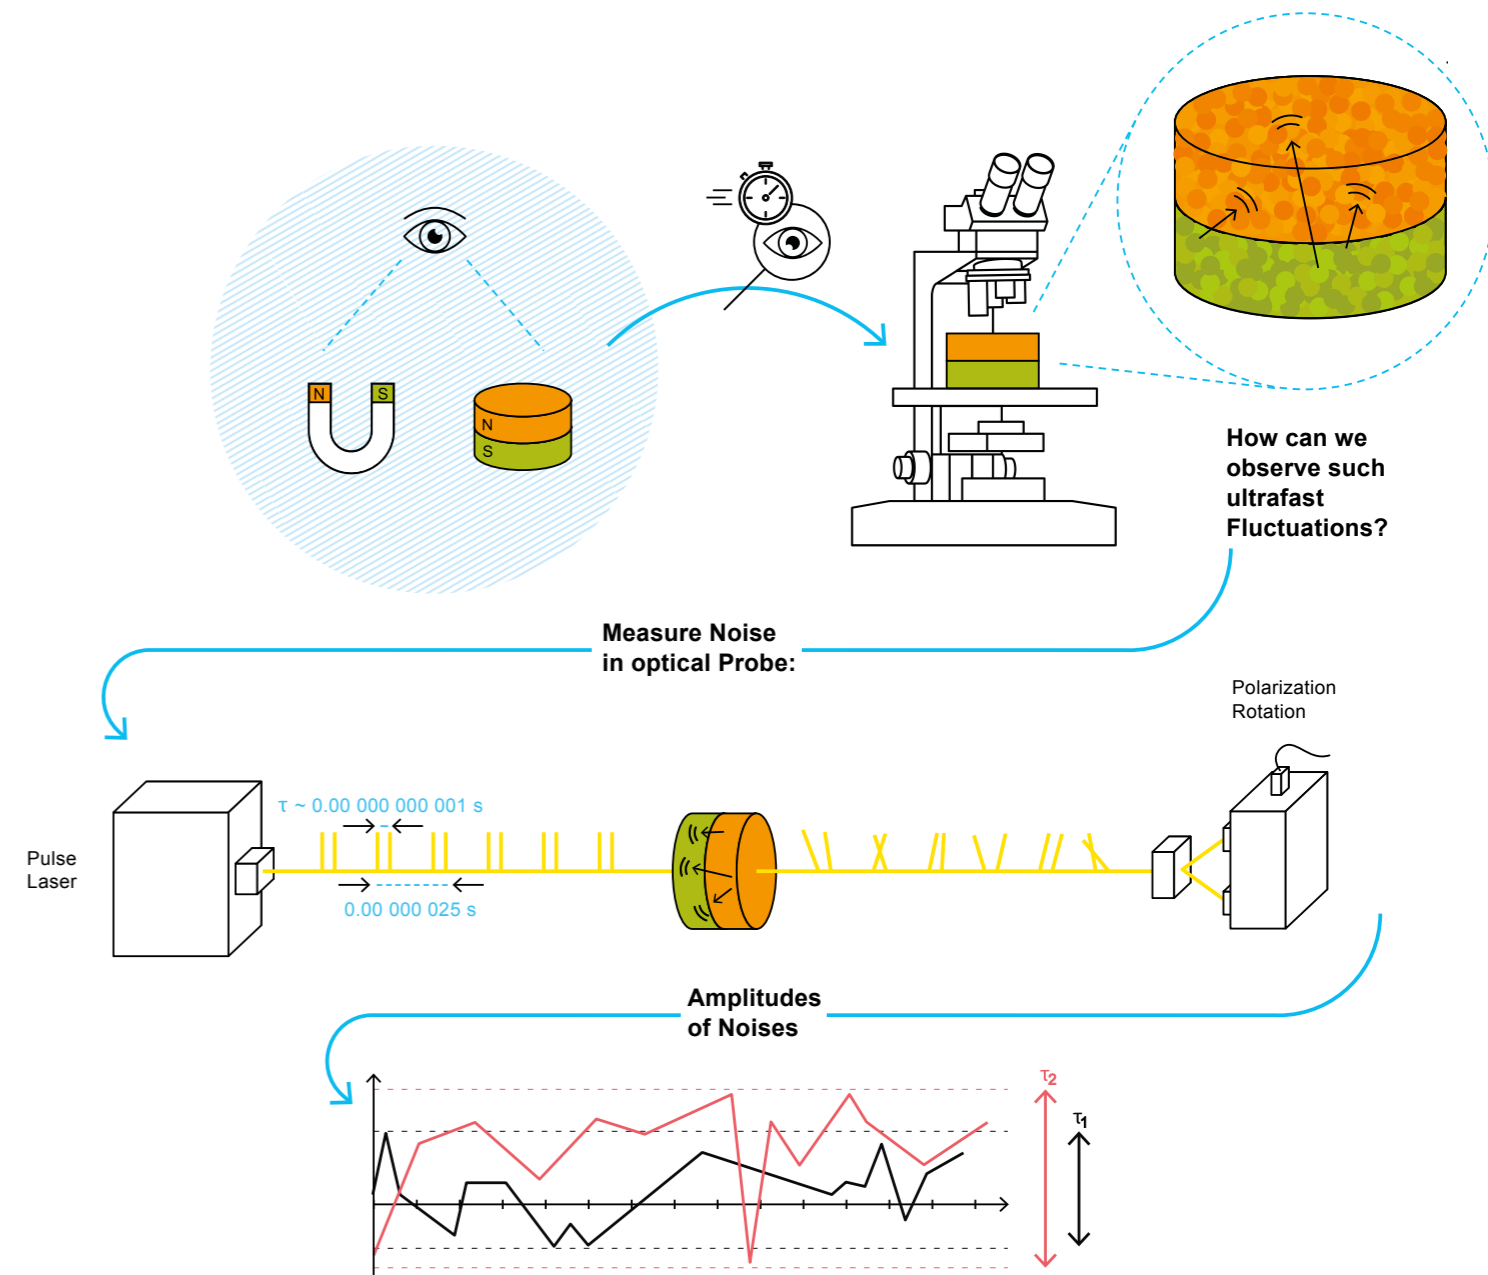 N
S
N
S
How can we
observe such
ultrafast
Fluctuations?
Measure Noise
in optical Probe:
Polarization
Rotation
τ ~ 0.00 000 000 001 s
Pulse
Laser
0.00 000 025 s
Amplitudes
of Noises
τ2
τ1